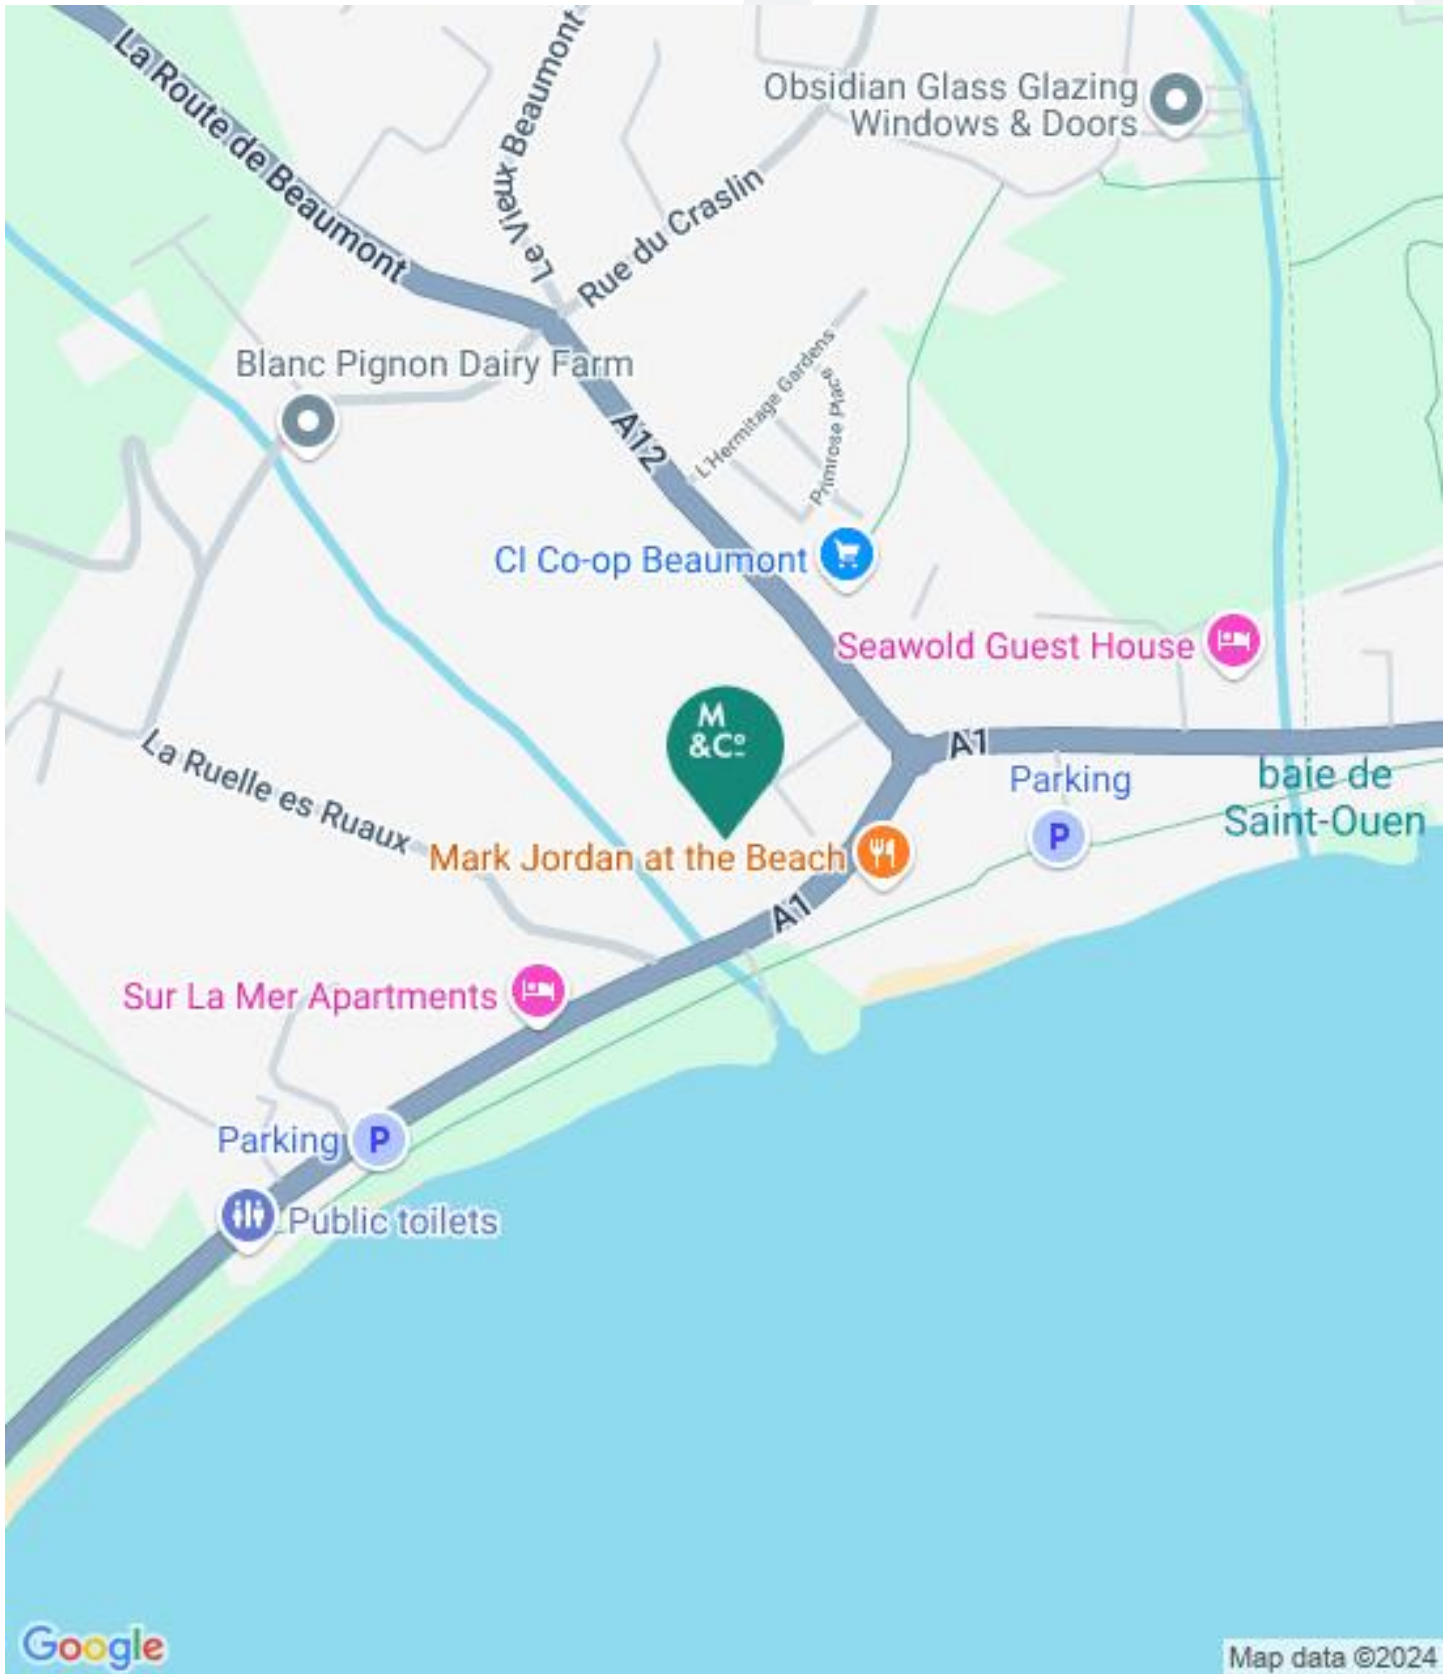 La Route de Beaumont
Le Vieux Beaumont
Obsidian Glass Glazing
Windows & Doors
Rue du Craslin
Blanc Pignon Dairy Farm
A12
L'Hermitage Gardens
Primrose Place
CI Co-op Beaumont
Seawold Guest House
M
&Co
A1
La Ruelle es Ruaux
Parking
P
baie de
Saint-Ouen
Mark Jordan at the Beach
A1
Sur La Mer Apartments
Parking
P
Public toilets
Google
Map data ©2024